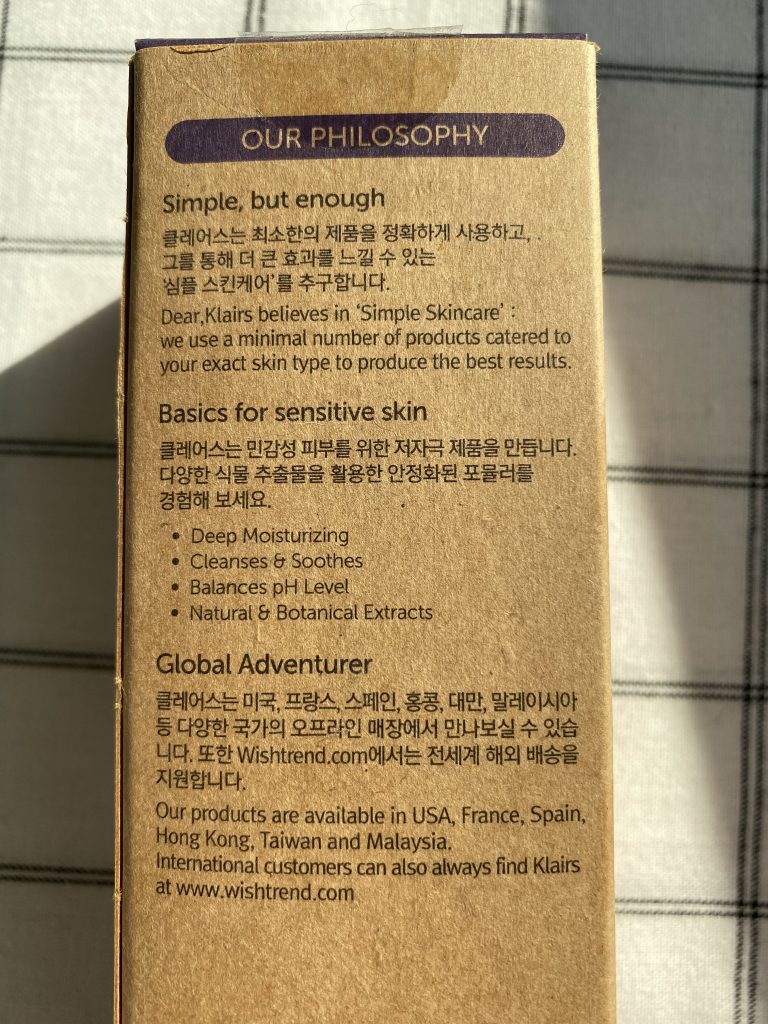 OUR PHILOSOPHY
Simple, but enough
클레어스는 최소한의 제품을 정확하게 사용하고,
그를 통해 더 큰 효과를 느낄 수 있는
‘심플 스킨케어’를 추구합니다.
Dear,Klairs believes in ‘Simple Skincare’ :
we use a minimal number of products catered to
your exact skin type to produce the best results.
Basics for sensitive skin
클레어스는 민감성 피부를 위한 저자극 제품을 만듭니다.
다양한 식물 추출물을 활용한 안정화된 포뮬러를
경험해 보세요.
• Deep Moisturizing
• Cleanses & Soothes
• Balances pH Level
• Natural & Botanical Extracts
Global Adventurer
클레어스는 미국, 프랑스, 스페인, 홍콩, 대만, 말레이시아
등 다양한 국가의 오프라인 매장에서 만나보실 수 있습
니다. 또한 Wishtrend.com에서는 전세계 해외 배송을
지원합니다.
Our products are available in USA, France, Spain,
Hong Kong, Taiwan and Malaysia.
International customers can also always find Klairs
at www.wishtrend.com